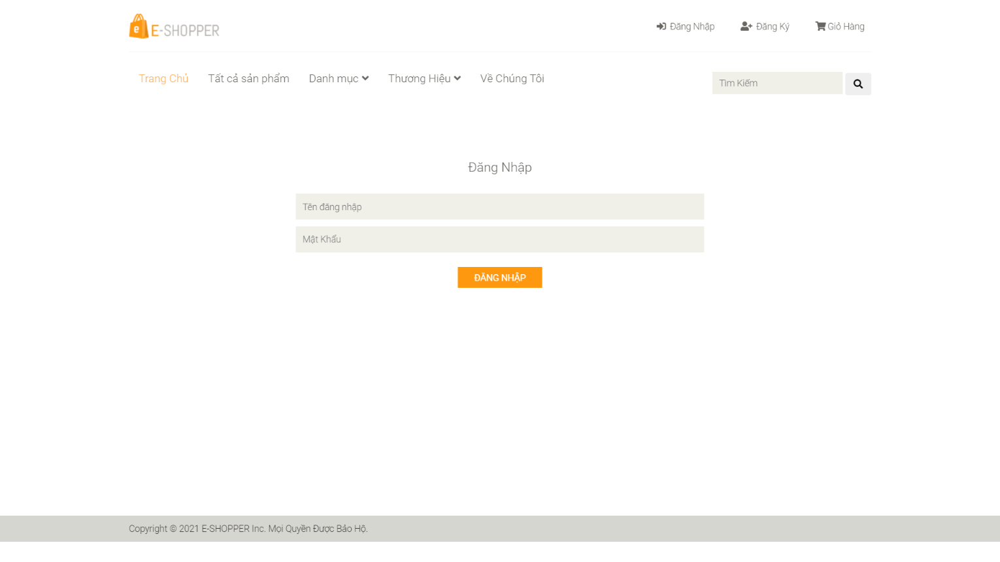 E-SHOPPER
Đăng Nhập Đăng Ký Giỏ Hàng
Trang Chủ Tất cả sản phẩm Danh mục Thương Hiệu Về Chúng Tôi
Tìm Kiếm
Đăng Nhập
Tên đăng nhập
Mật Khẩu
ĐĂNG NHẬP
Copyright © 2021 E-SHOPPER Inc. Mọi Quyền Được Bảo Hộ.